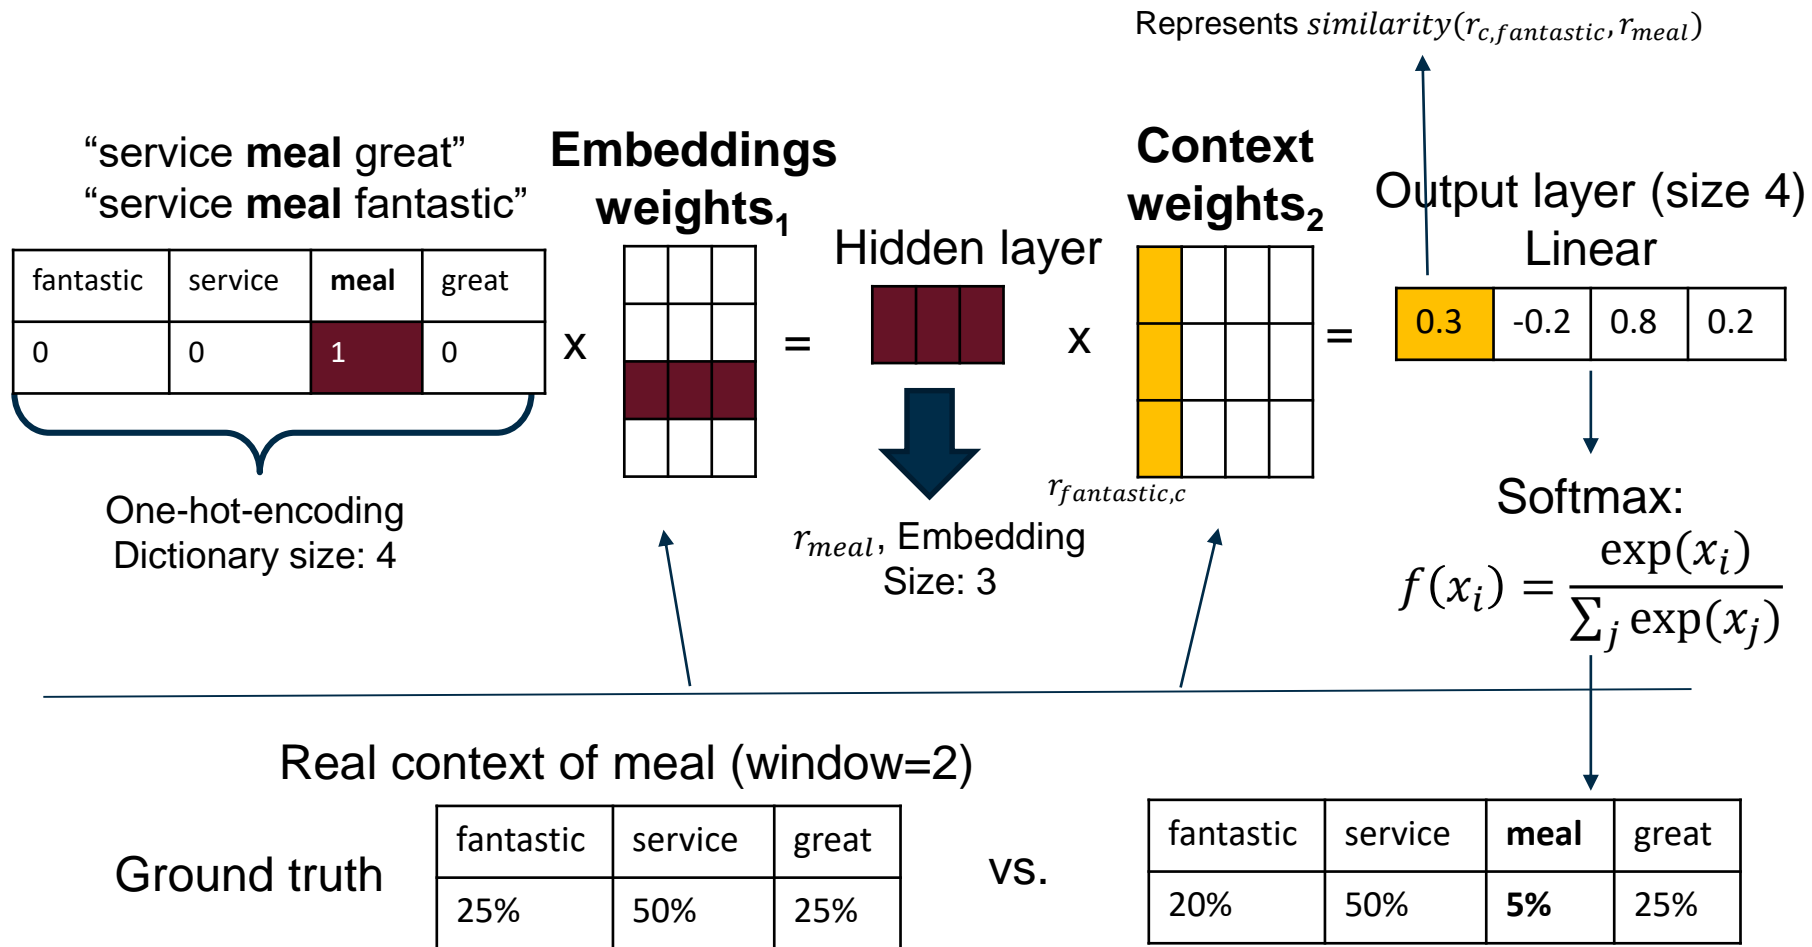 Represents similarity(r_{c,fantastic}, r_{meal})
“service meal great”
“service meal fantastic”
Embeddings
weights₁
Context
weights₂
Output layer (size 4)
Linear
Hidden layer
fantastic service meal great
0 0 1 0
x
=
x
=
0.3 -0.2 0.8 0.2
One-hot-encoding
Dictionary size: 4
r_{meal}, Embedding
Size: 3
r_{fantastic,c}
Softmax:
f(x_i) = exp(x_i) / ∑_j exp(x_j)
Real context of meal (window=2)
Ground truth
fantastic service great
25% 50% 25%
vs.
fantastic service meal great
20% 50% 5% 25%